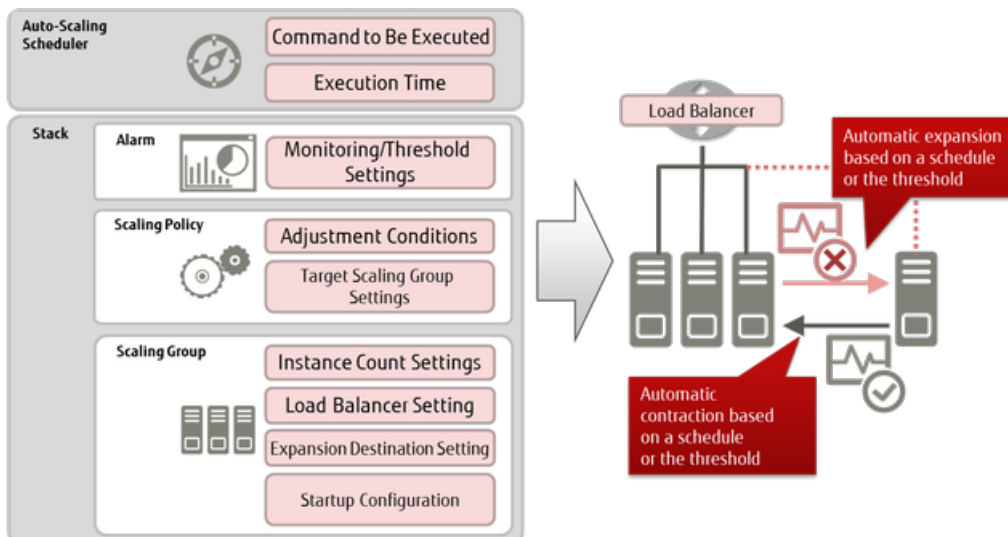 Auto-Scaling
Scheduler
Command to Be Executed
Execution Time
Stack
Alarm
Monitoring/Threshold
Settings
Scaling Policy
Adjustment Conditions
Target Scaling Group
Settings
Scaling Group
Instance Count Settings
Load Balancer Setting
Expansion Destination Setting
Startup Configuration
Load Balancer
Automatic expansion
based on a schedule
or the threshold
Automatic
contraction based
on a schedule
or the threshold